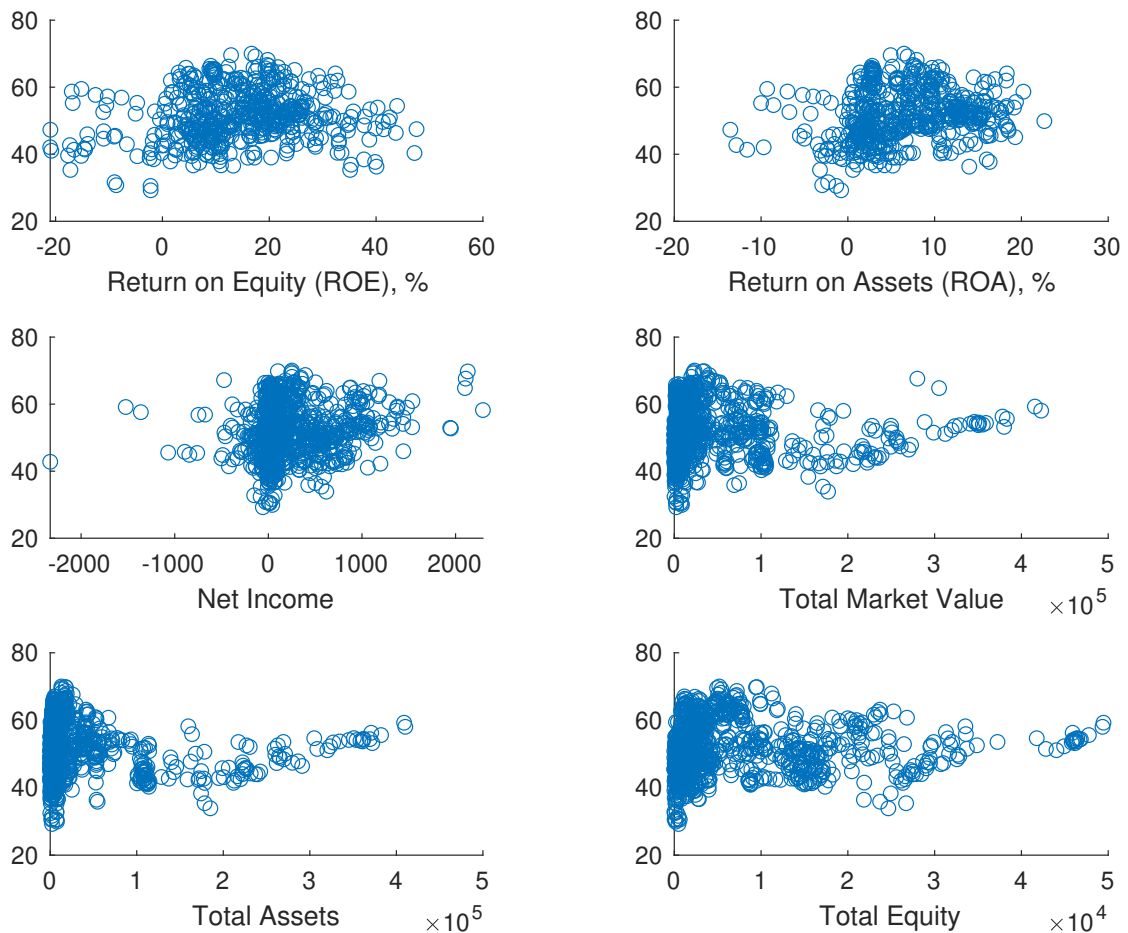 80
60
40
20
-20 0 20 40 60
Return on Equity (ROE), %
80
60
40
20
-20 -10 0 10 20 30
Return on Assets (ROA), %
80
60
40
20
-2000 -1000 0 1000 2000
Net Income
80
60
40
20
0 1 2 3 4 5
Total Market Value ×10^5
80
60
40
20
0 1 2 3 4 5
Total Assets ×10^5
80
60
40
20
0 1 2 3 4 5
Total Equity ×10^4